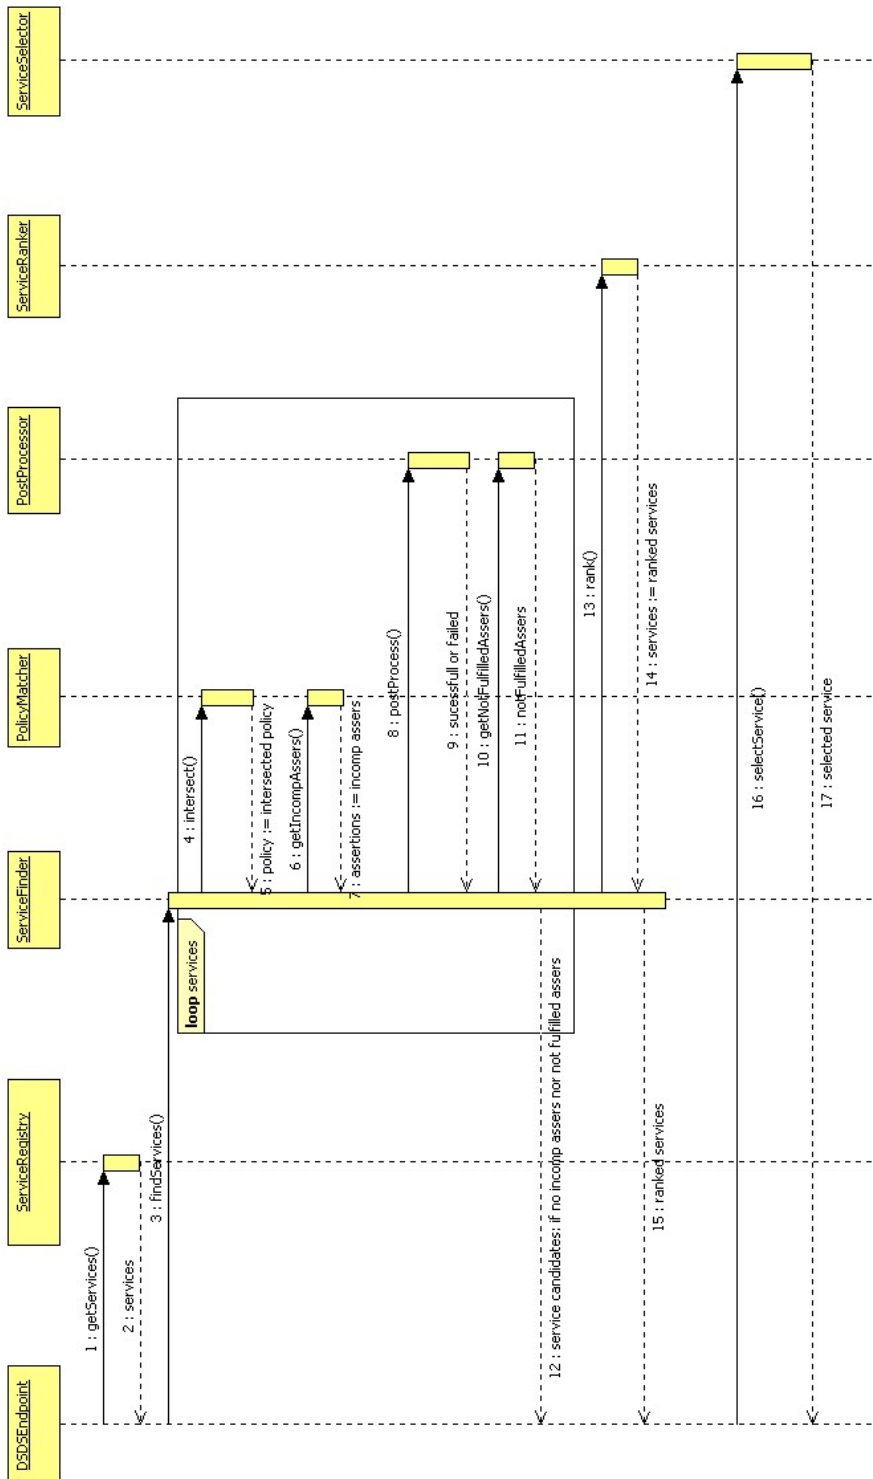 DSDSEndpoint
ServiceRegistry
ServiceFinder
PolicyMatcher
PostProcessor
ServiceRanker
ServiceSelector
1 : getServices()
2 : services
3 : findServices()
loop services
4 : intersect()
5 : policy := intersected policy
6 : getIncompAssers()
7 : assertions := incomp assers
8 : postProcess()
9 : sucessfull or failed
10 : getNotFulfilledAssers()
11 : notFulfilledAssers
12 : service candidates: if no incomp assers nor not fulfilled assers
13 : rank()
14 : services := ranked services
15 : ranked services
16 : selectService()
17 : selected service